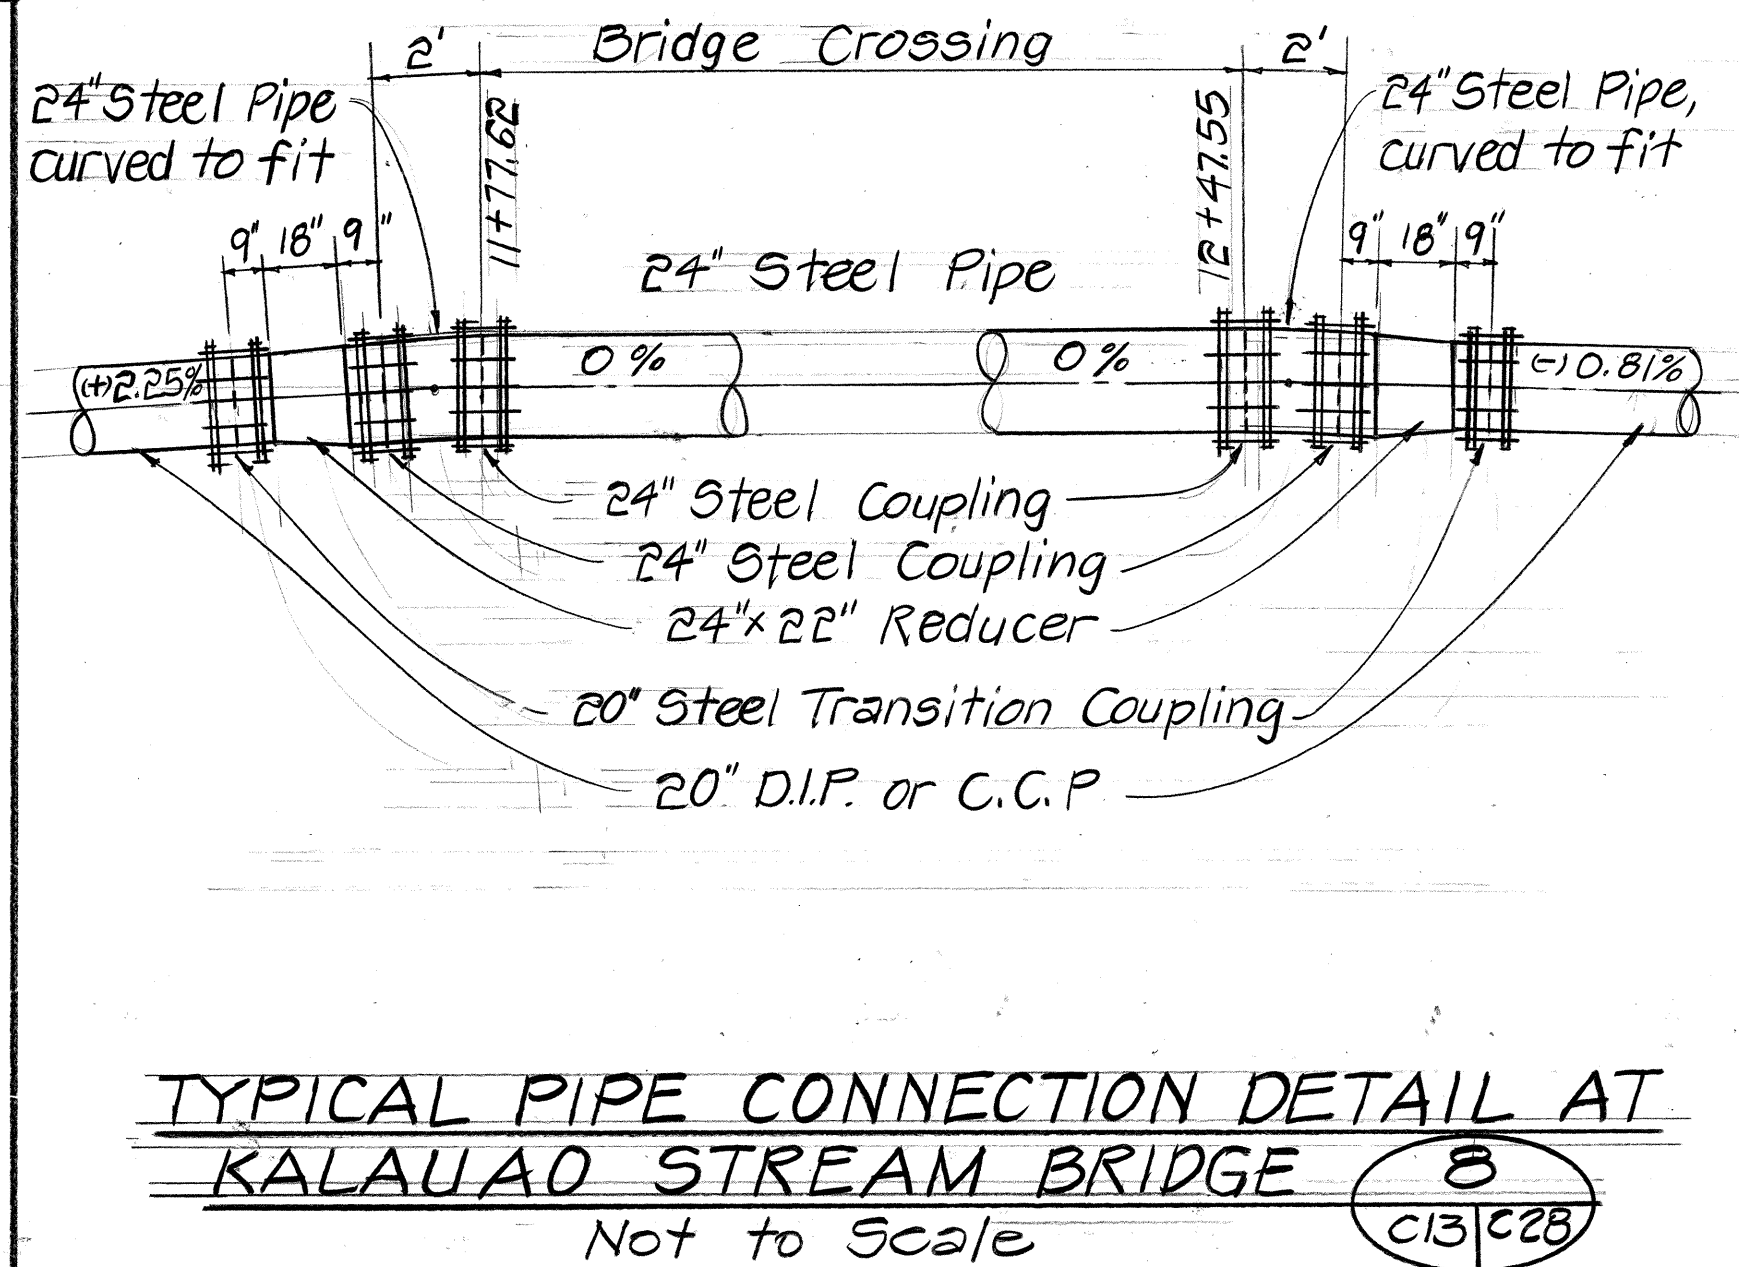 2' Bridge Crossing 2'
24" Steel Pipe
curved to fit
24" Steel Pipe,
curved to fit
11+77.62
12+47.55
9" 18" 9"
24" Steel Pipe
9" 18" 9"
(+)2.25%
0%
0%
(-)0.81%
24" Steel Coupling
24" Steel Coupling
24"x22" Reducer
20" Steel Transition Coupling
20" D.I.P. or C.C.P
TYPICAL PIPE CONNECTION DETAIL AT
KALAUAO STREAM BRIDGE
8
C13 C28
Not to Scale